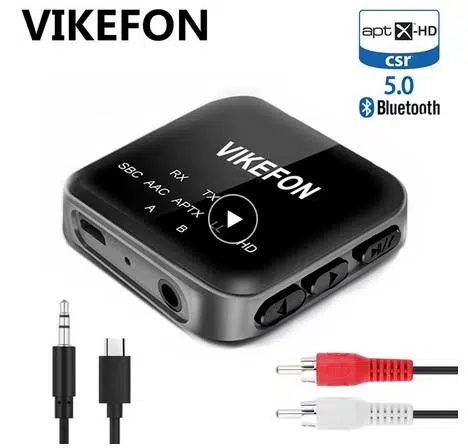 VIKEFON
aptX-HD
csr
5.0
Bluetooth
VIKEFON
RX TX
SBC AAC APTX LL HD
A B